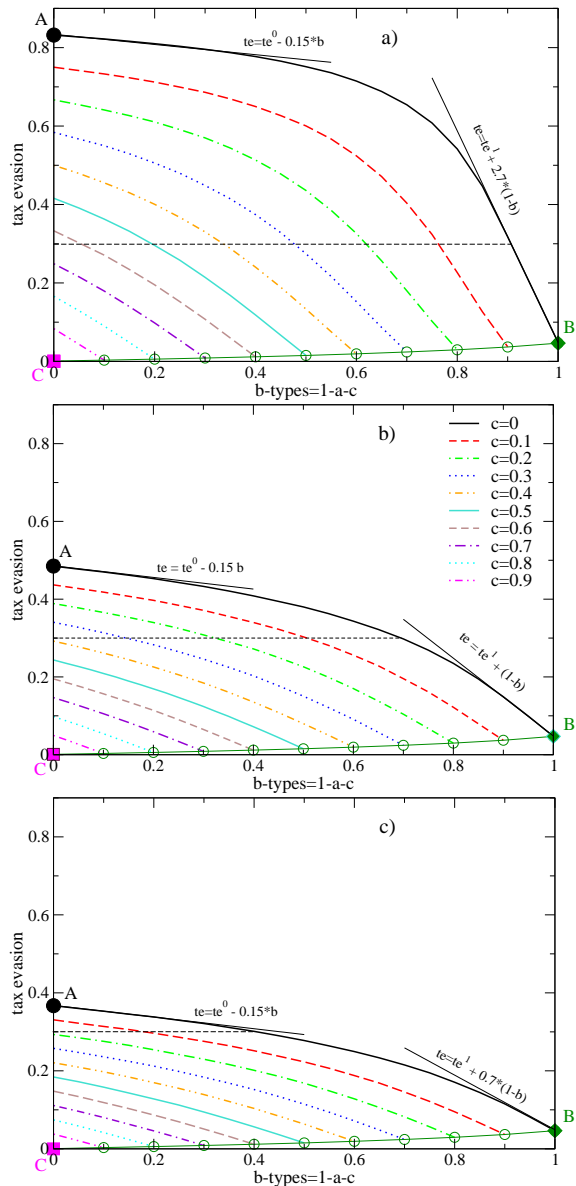 A
a)
te=te⁰ - 0.15*b
te=te¹ + 2.7*(1-b)
tax evasion
0.8
0.6
0.4
0.2
0
B
C
0 0.2 0.4 0.6 0.8 1
b-types=1-a-c
b)
c=0
c=0.1
c=0.2
c=0.3
c=0.4
c=0.5
c=0.6
c=0.7
c=0.8
c=0.9
A
te = te⁰ - 0.15 b
te = te¹ + (1-b)
tax evasion
0.8
0.6
0.4
0.2
0
B
C
0 0.2 0.4 0.6 0.8 1
b-types=1-a-c
c)
A
te=te⁰ - 0.15*b
te=te¹ + 0.7*(1-b)
tax evasion
0.8
0.6
0.4
0.2
0
B
C
0 0.2 0.4 0.6 0.8 1
b-types=1-a-c